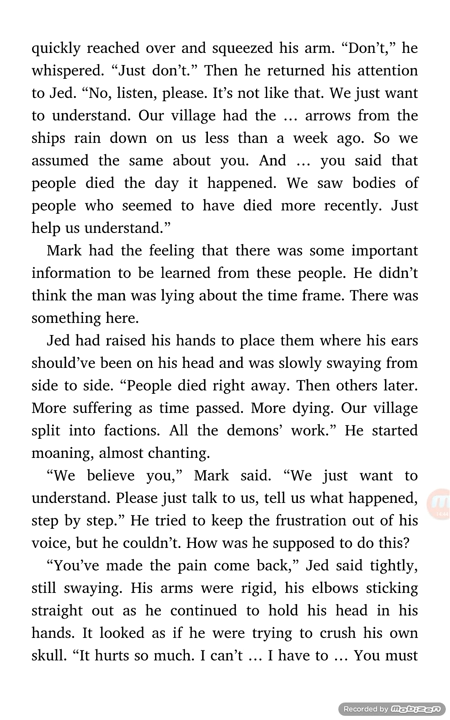 quickly reached over and squeezed his arm. “Don’t,” he
whispered. “Just don’t.” Then he returned his attention
to Jed. “No, listen, please. It’s not like that. We just want
to understand. Our village had the … arrows from the
ships rain down on us less than a week ago. So we
assumed the same about you. And … you said that
people died the day it happened. We saw bodies of
people who seemed to have died more recently. Just
help us understand.”
Mark had the feeling that there was some important
information to be learned from these people. He didn’t
think the man was lying about the time frame. There was
something here.
Jed had raised his hands to place them where his ears
should’ve been on his head and was slowly swaying from
side to side. “People died right away. Then others later.
More suffering as time passed. More dying. Our village
split into factions. All the demons’ work.” He started
moaning, almost chanting.
“We believe you,” Mark said. “We just want to
understand. Please just talk to us, tell us what happened,
step by step.” He tried to keep the frustration out of his
voice, but he couldn’t. How was he supposed to do this?
“You’ve made the pain come back,” Jed said tightly,
still swaying. His arms were rigid, his elbows sticking
straight out as he continued to hold his head in his
hands. It looked as if he were trying to crush his own
skull. “It hurts so much. I can’t … I have to … You must
Recorded by mobizen